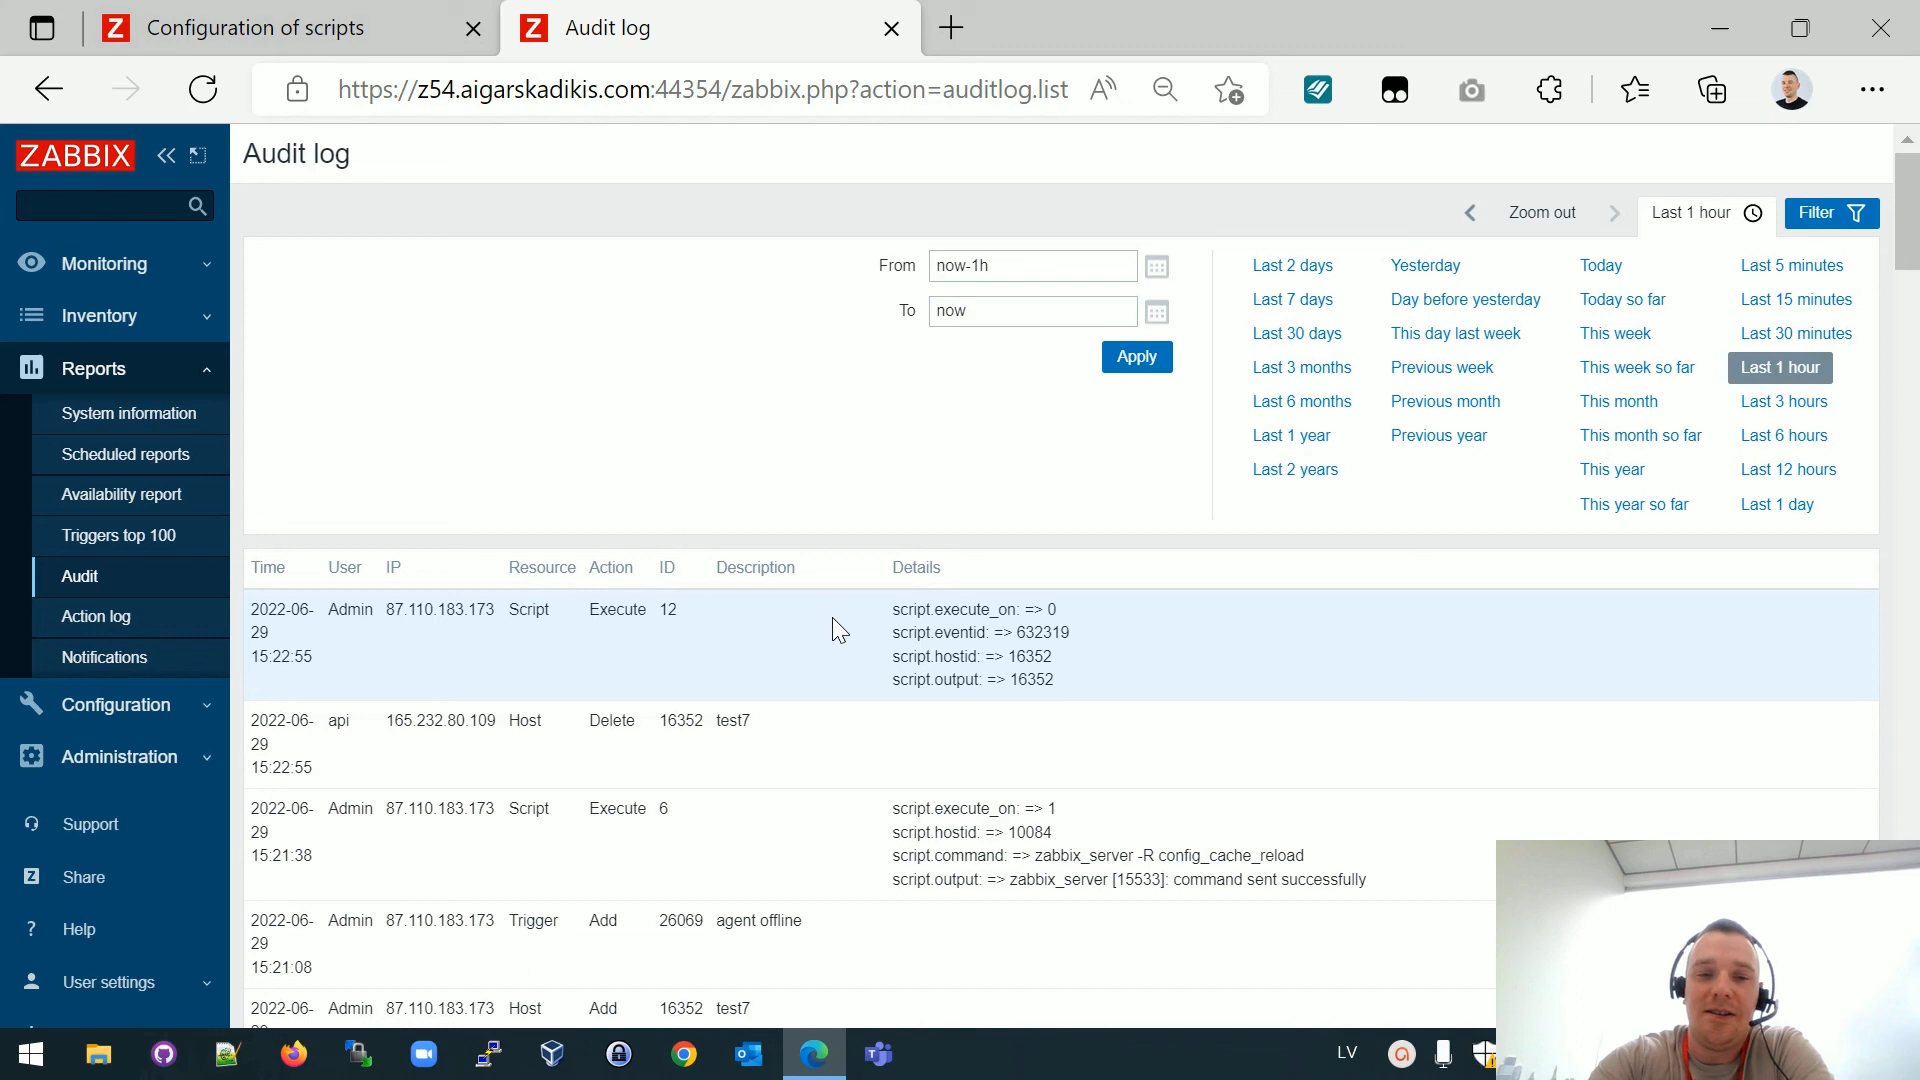 Configuration of scripts
Audit log
https://z54.aigarskadikis.com:44354/zabbix.php?action=auditlog.list
ZABBIX
Monitoring
Inventory
Reports
System information
Scheduled reports
Availability report
Triggers top 100
Audit
Action log
Notifications
Configuration
Administration
Support
Share
Help
User settings
Audit log
Zoom out
Last 1 hour
Filter
From now-1h
To now
Apply
Last 2 days Yesterday Today Last 5 minutes
Last 7 days Day before yesterday Today so far Last 15 minutes
Last 30 days This day last week This week Last 30 minutes
Last 3 months Previous week This week so far Last 1 hour
Last 6 months Previous month This month Last 3 hours
Last 1 year Previous year This month so far Last 6 hours
Last 2 years This year Last 12 hours
This year so far Last 1 day
Time User IP Resource Action ID Description Details
2022-06- Admin 87.110.183.173 Script Execute 12 script.execute_on: => 0
29 script.eventid: => 632319
15:22:55 script.hostid: => 16352
script.output: => 16352
2022-06- api 165.232.80.109 Host Delete 16352 test7
29
15:22:55
2022-06- Admin 87.110.183.173 Script Execute 6 script.execute_on: => 1
29 script.hostid: => 10084
15:21:38 script.command: => zabbix_server -R config_cache_reload
script.output: => zabbix_server [15533]: command sent successfully
2022-06- Admin 87.110.183.173 Trigger Add 26069 agent offline
29
15:21:08
2022-06- Admin 87.110.183.173 Host Add 16352 test7
LV